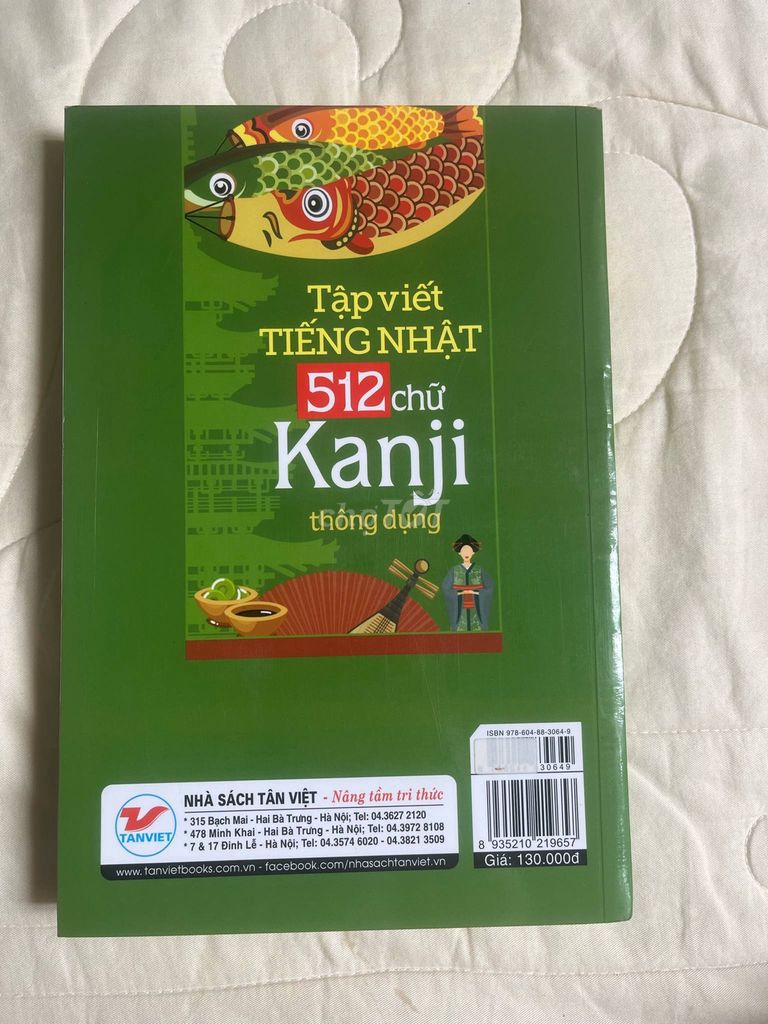 Tập viết
TIẾNG NHẬT
512 chữ
Kanji
chợTỐT
thông dụng
ISBN 978-604-88-3064-9
30649
NHÀ SÁCH TÂN VIỆT - Nâng tầm tri thức
* 315 Bạch Mai - Hai Bà Trưng - Hà Nội; Tel: 04.3627 2120
* 478 Minh Khai - Hai Bà Trưng - Hà Nội; Tel: 04.3972 8108
* 7 & 17 Đinh Lễ - Hà Nội; Tel: 04.3574 6020 - 04.3821 3509
TANVIET
www.tanvietbooks.com.vn - facebook.com/nhasachtanviet.vn
8 935210 219657
Giá: 130.000đ